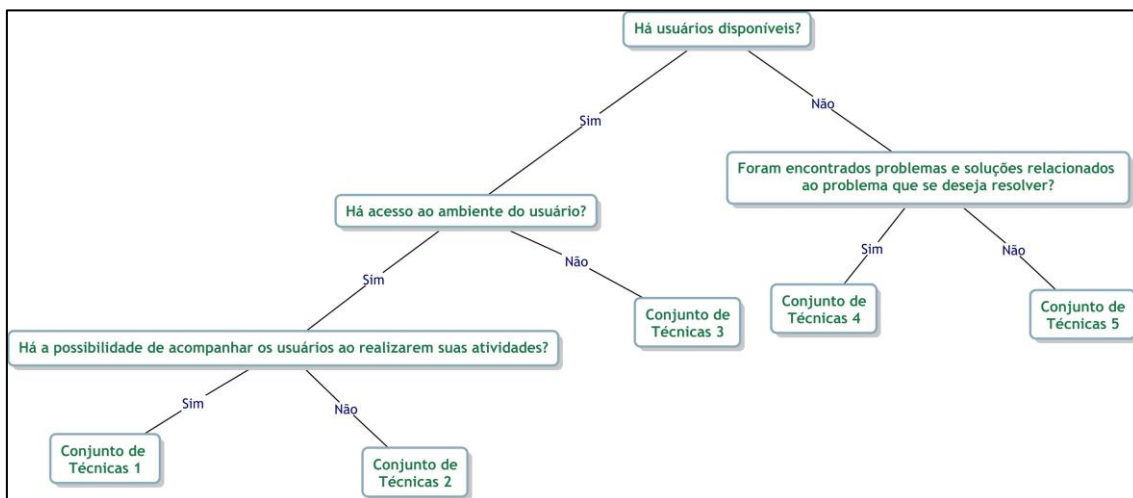 Há usuários disponíveis?
Sim
Não
Foram encontrados problemas e soluções relacionados
ao problema que se deseja resolver?
Há acesso ao ambiente do usuário?
Sim
Não
Sim
Não
Conjunto de
Técnicas 3
Conjunto de
Técnicas 4
Conjunto de
Técnicas 5
Há a possibilidade de acompanhar os usuários ao realizarem suas atividades?
Sim
Não
Conjunto de
Técnicas 1
Conjunto de
Técnicas 2